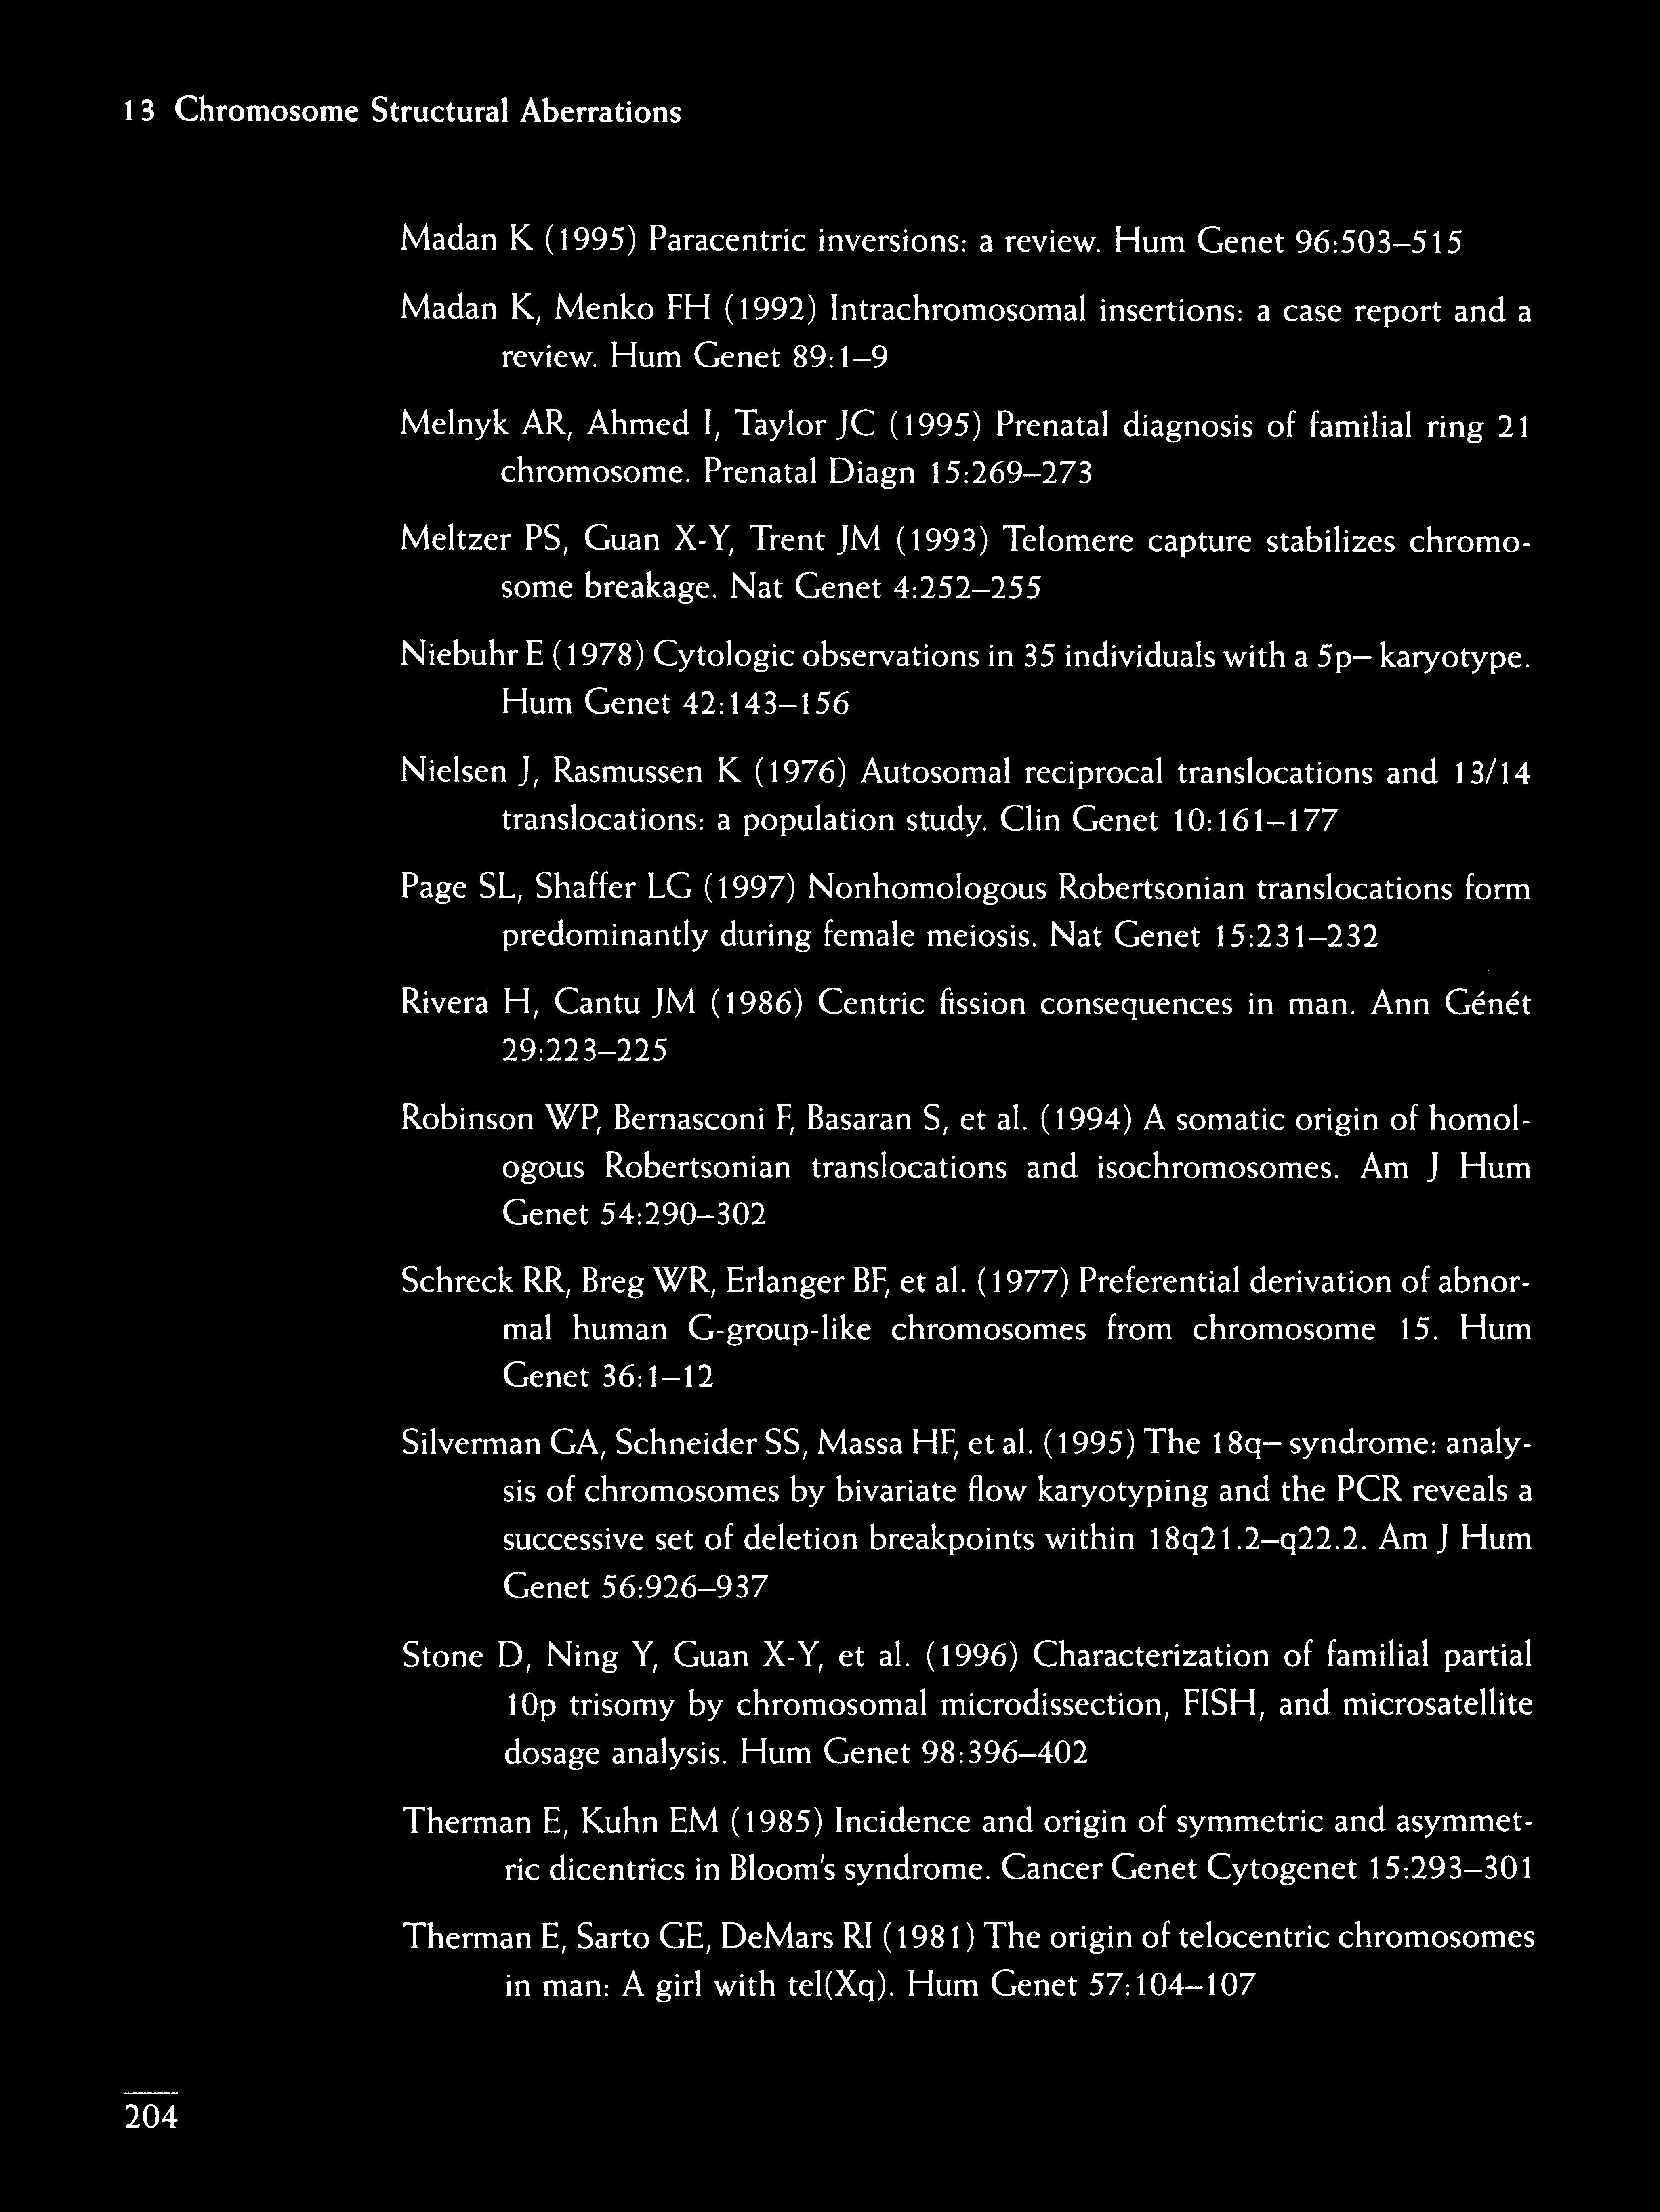 13 Chromosome Structural Aberrations
Madan K (1995) Paracentric inversions: a review. Hum Genet 96:503–515
Madan K, Menko FH (1992) Intrachromosomal insertions: a case report and a
review. Hum Genet 89:1–9
Melnyk AR, Ahmed I, Taylor JC (1995) Prenatal diagnosis of familial ring 21
chromosome. Prenatal Diagn 15:269–273
Meltzer PS, Guan X-Y, Trent JM (1993) Telomere capture stabilizes chromo-
some breakage. Nat Genet 4:252–255
Niebuhr E (1978) Cytologic observations in 35 individuals with a 5p– karyotype.
Hum Genet 42:143–156
Nielsen J, Rasmussen K (1976) Autosomal reciprocal translocations and 13/14
translocations: a population study. Clin Genet 10:161–177
Page SL, Shaffer LG (1997) Nonhomologous Robertsonian translocations form
predominantly during female meiosis. Nat Genet 15:231–232
Rivera H, Cantu JM (1986) Centric fission consequences in man. Ann Génét
29:223–225
Robinson WP, Bernasconi F, Basaran S, et al. (1994) A somatic origin of homol-
ogous Robertsonian translocations and isochromosomes. Am J Hum
Genet 54:290–302
Schreck RR, Breg WR, Erlanger BF, et al. (1977) Preferential derivation of abnor-
mal human G-group-like chromosomes from chromosome 15. Hum
Genet 36:1–12
Silverman GA, Schneider SS, Massa HF, et al. (1995) The 18q– syndrome: analy-
sis of chromosomes by bivariate flow karyotyping and the PCR reveals a
successive set of deletion breakpoints within 18q21.2–q22.2. Am J Hum
Genet 56:926–937
Stone D, Ning Y, Guan X-Y, et al. (1996) Characterization of familial partial
10p trisomy by chromosomal microdissection, FISH, and microsatellite
dosage analysis. Hum Genet 98:396–402
Therman E, Kuhn EM (1985) Incidence and origin of symmetric and asymmet-
ric dicentrics in Bloom's syndrome. Cancer Genet Cytogenet 15:293–301
Therman E, Sarto GE, DeMars RI (1981) The origin of telocentric chromosomes
in man: A girl with tel(Xq). Hum Genet 57:104–107
204